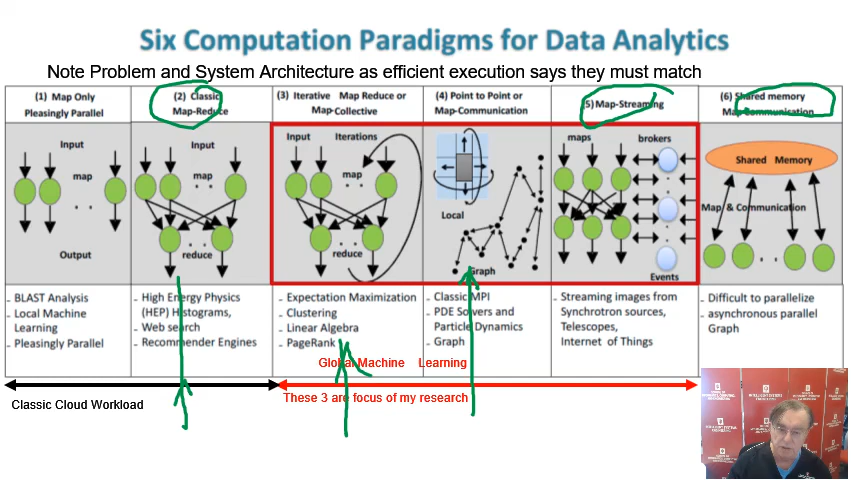 Six Computation Paradigms for Data Analytics
Note Problem and System Architecture as efficient execution says they must match
(1) Map Only
Pleasingly Parallel
(2) Classic
Map-Reduce
(3) Iterative Map Reduce or
Map-Collective
(4) Point to Point or
Map-Communication
(5) Map-Streaming
(6) Shared memory
Map-Communication
Input
map
Output
Input
map
reduce
Input Iterations
map
reduce
Local
Graph
maps brokers
Events
Shared Memory
Map & Communication
- BLAST Analysis
- Local Machine
Learning
- Pleasingly Parallel
- High Energy Physics
(HEP) Histograms,
- Web search
- Recommender Engines
- Expectation Maximization
- Clustering
- Linear Algebra
- PageRank
- Classic MPI
- PDE Solvers and
Particle Dynamics
- Graph
- Streaming images from
Synchrotron sources,
Telescopes,
Internet of Things
- Difficult to parallelize
- asynchronous parallel
Graph
Global Machine Learning
Classic Cloud Workload
These 3 are focus of my research